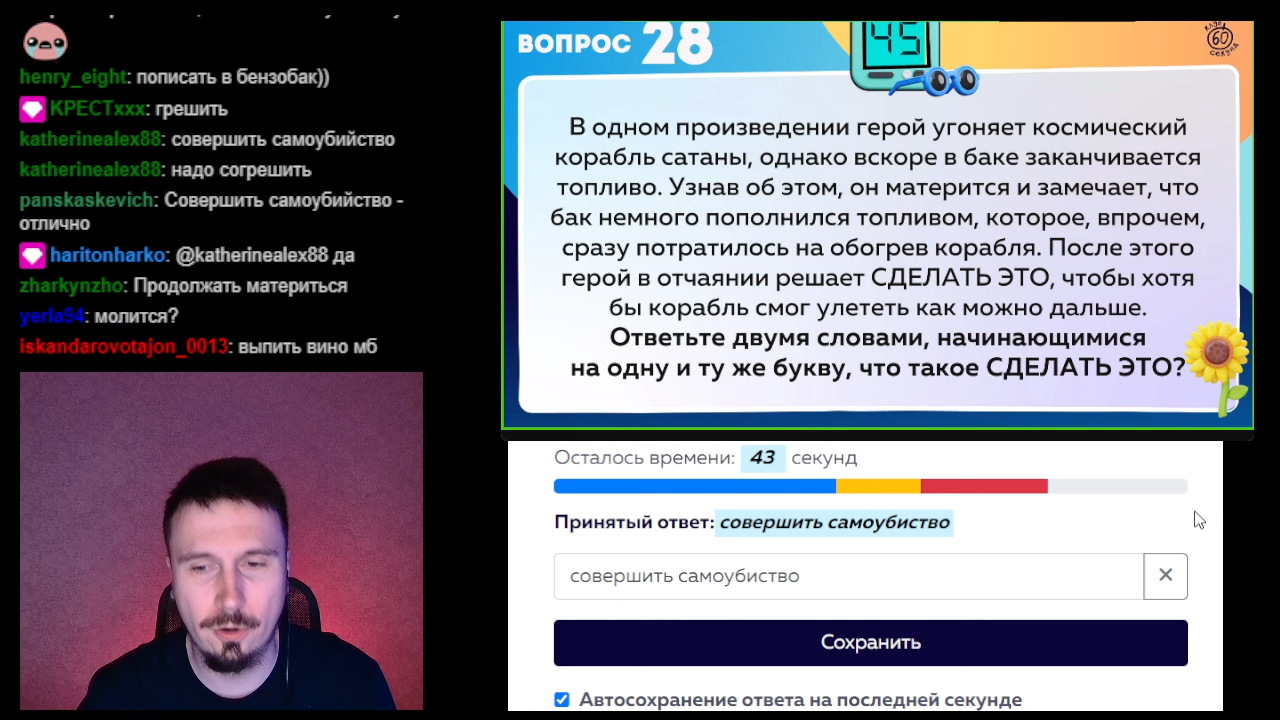 henry_eight: пописать в бензобак))
КРЕСТxxx: грешить
katherinealex88: совершить самоубийство
katherinealex88: надо согрешить
panskaskevich: Совершить самоубийство -
отлично
haritonharko: @katherinealex88 да
zharkynzho: Продолжать материться
yerla94: молится?
iskandarovotajon_0013: выпить вино мб
ВОПРОС 28
45
КЛУБ
60
СЕКУНД
В одном произведении герой угоняет космический
корабль сатаны, однако вскоре в баке заканчивается
топливо. Узнав об этом, он матерится и замечает, что
бак немного пополнился топливом, которое, впрочем,
сразу потратилось на обогрев корабля. После этого
герой в отчаянии решает СДЕЛАТЬ ЭТО, чтобы хотя
бы корабль смог улететь как можно дальше.
Ответьте двумя словами, начинающимися
на одну и ту же букву, что такое СДЕЛАТЬ ЭТО?
Осталось времени: 43 секунд
Принятый ответ: совершить самоубиство
совершить самоубиство
Сохранить
Автосохранение ответа на последней секунде